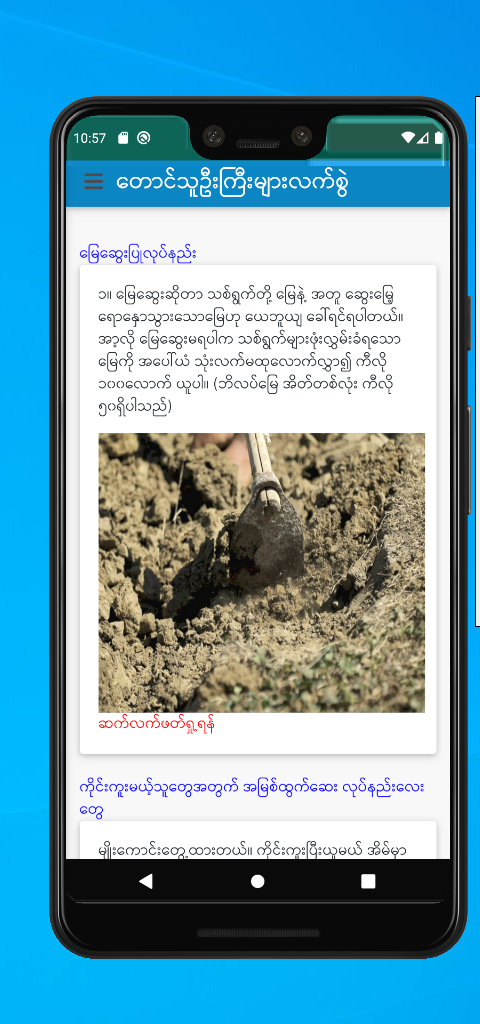 10:57
တောင်သူဦးကြီးများလက်စွဲ
မြေဆွေးပြုလုပ်နည်း
၁။ မြေဆွေးဆိုတာ သစ်ရွက်တို့ မြေနဲ့ အတူ ဆွေးမြွေ
ရောနှောသွားသောမြေဟု ယေဘူယျ ခေါ်ရင်ရပါတယ်။
အာ့လို မြေဆွေးမရပါက သစ်ရွက်များဖုံးလွှမ်းခံရသော
မြေကို အပေါ်ယံ သုံးလက်မထုလောက်လွှာ၍ ကီလို
၁၀၀လောက် ယူပါ။ (ဘိလပ်မြေ အိတ်တစ်လုံး ကီလို
၅၀ရှိပါသည်)
ဆက်လက်ဖတ်ရှု့ရန်
ကိုင်းကူးမယ့်သူတွေအတွက် အမြစ်ထွက်ဆေး လုပ်နည်းလေး
တွေ
မျိုးကောင်းတွေ့ထားတယ်။ ကိုင်းကူးပြီးယူမယ် အိမ်မှာ